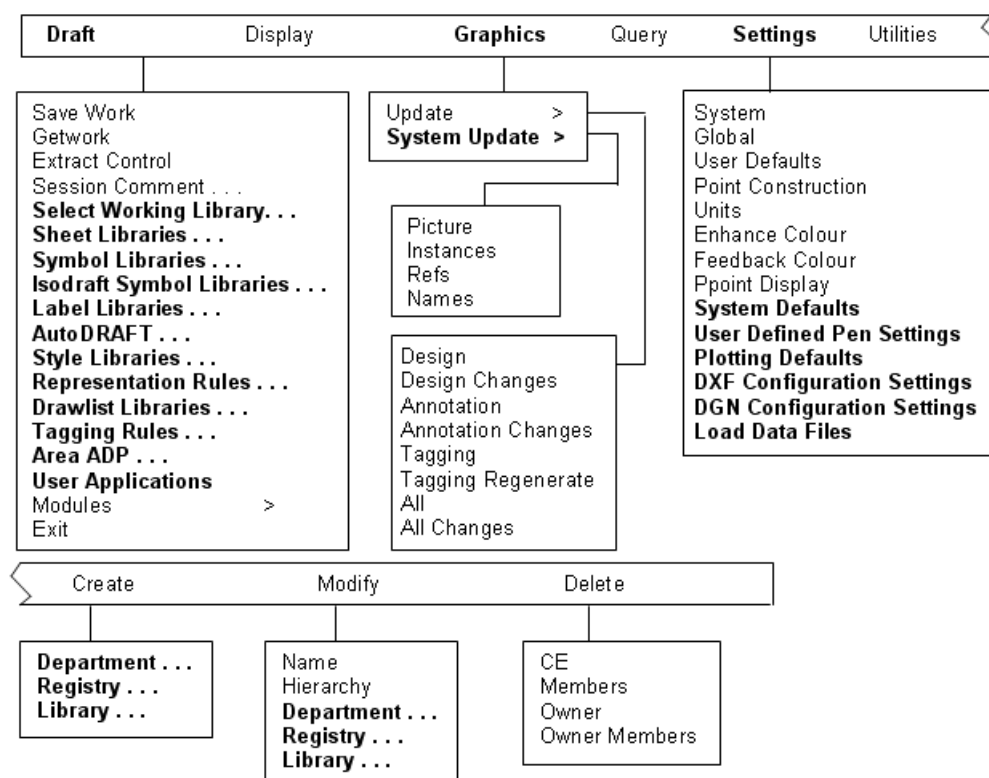 Draft Display Graphics Query Settings Utilities
Save Work
Getwork
Extract Control
Session Comment . . .
Select Working Library. . .
Sheet Libraries . . .
Symbol Libraries . . .
Isodraft Symbol Libraries . . .
Label Libraries . . .
AutoDRAFT . . .
Style Libraries . . .
Representation Rules . . .
Drawlist Libraries . . .
Tagging Rules . . .
Area ADP . . .
User Applications
Modules >
Exit
Update >
System Update >
Picture
Instances
Refs
Names
Design
Design Changes
Annotation
Annotation Changes
Tagging
Tagging Regenerate
All
All Changes
System
Global
User Defaults
Point Construction
Units
Enhance Colour
Feedback Colour
Ppoint Display
System Defaults
User Defined Pen Settings
Plotting Defaults
DXF Configuration Settings
DGN Configuration Settings
Load Data Files
Create Modify Delete
Department . . .
Registry . . .
Library . . .
Name
Hierarchy
Department . . .
Registry . . .
Library . . .
CE
Members
Owner
Owner Members